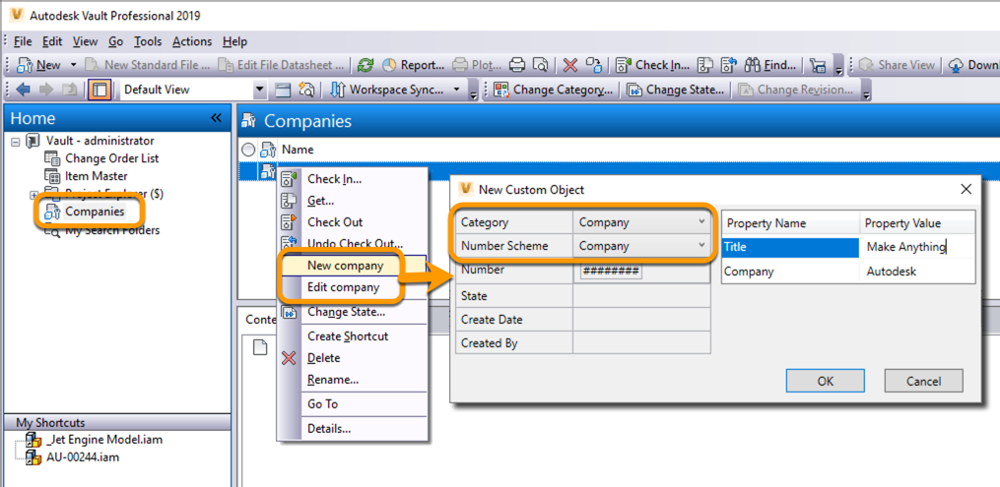 Autodesk Vault Professional 2019
File Edit View Go Tools Actions Help
New New Standard File ... Edit File Datasheet ... Report... Plot... Check In... Find... Share View Downl
Default View Workspace Sync... Change Category... Change State... Change Revision...
Home «
Vault - administrator
Change Order List
Item Master
Project Explorer ($)
Companies
My Search Folders
My Shortcuts
_Jet Engine Model.iam
AU-00244.iam
Companies
Name
Conte
Check In...
Get...
Check Out
Undo Check Out...
New company
Edit company
Change State...
Create Shortcut
Delete
Rename...
Go To
Details...
New Custom Object
Category Company
Number Scheme Company
Number ########
State
Create Date
Created By
Property Name Property Value
Title Make Anything
Company Autodesk
OK Cancel